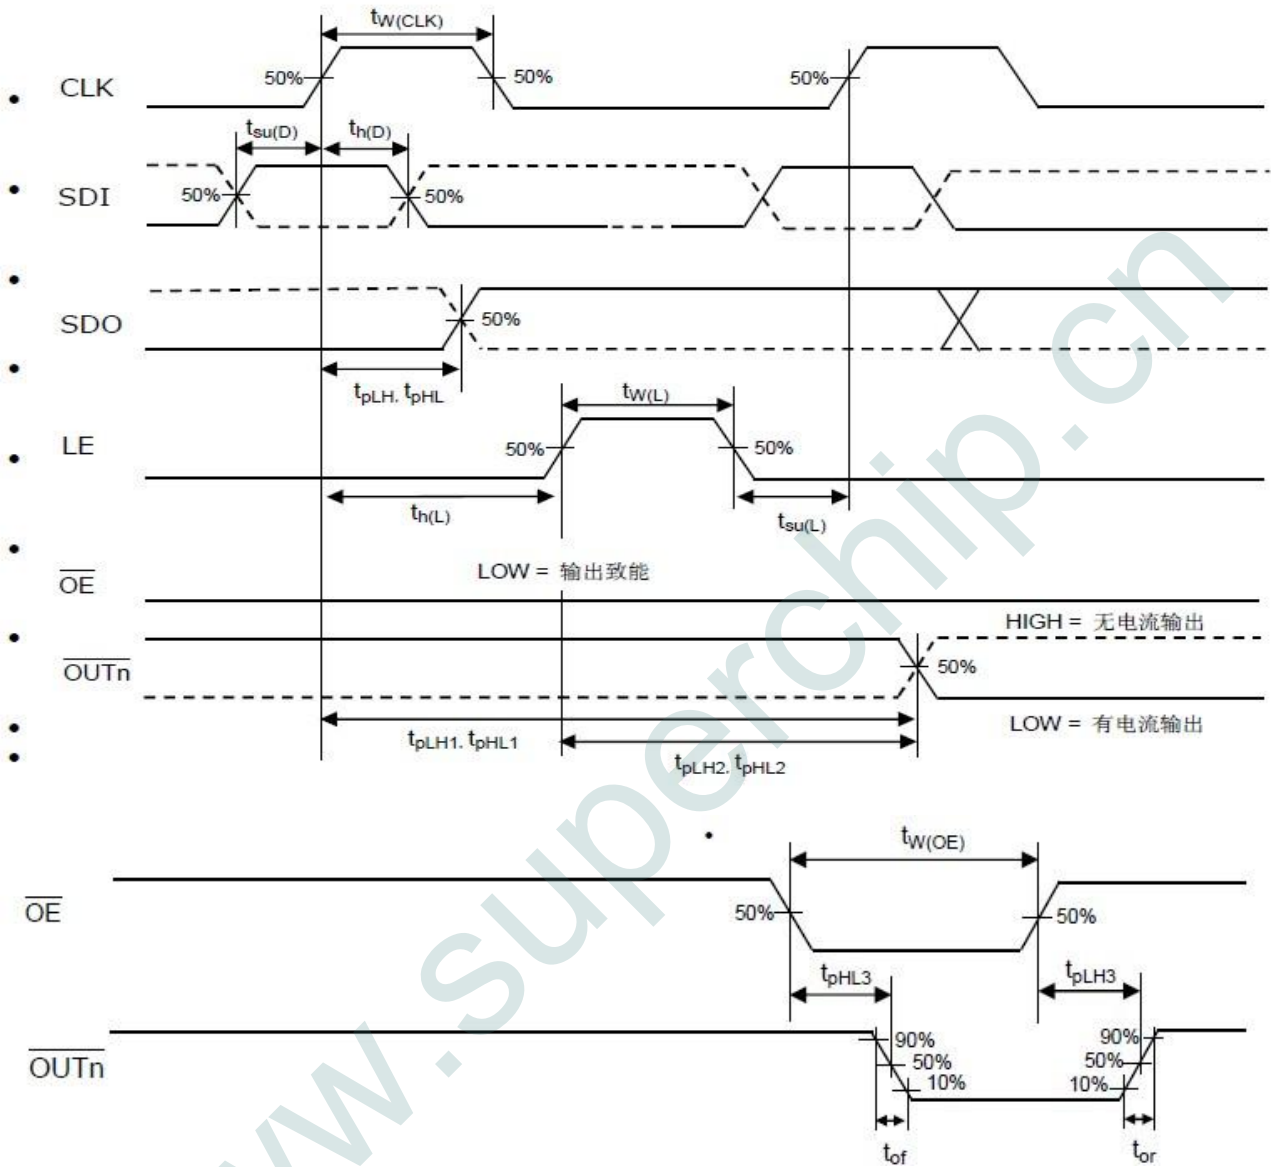 tW(CLK)
50%
50%
50%
CLK
tsu(D)
th(D)
50%
50%
SDI
50%
SDO
tpLH. tpHL
tW(L)
LE
50%
50%
th(L)
tsu(L)
LOW = 输出致能
OE
HIGH = 无电流输出
OUTn
50%
LOW = 有电流输出
tpLH1. tpHL1
tpLH2. tpHL2
tW(OE)
OE
50%
50%
tpHL3
tpLH3
90%
90%
50%
50%
OUTn
10%
10%
tof
tor
w.superchip.cn